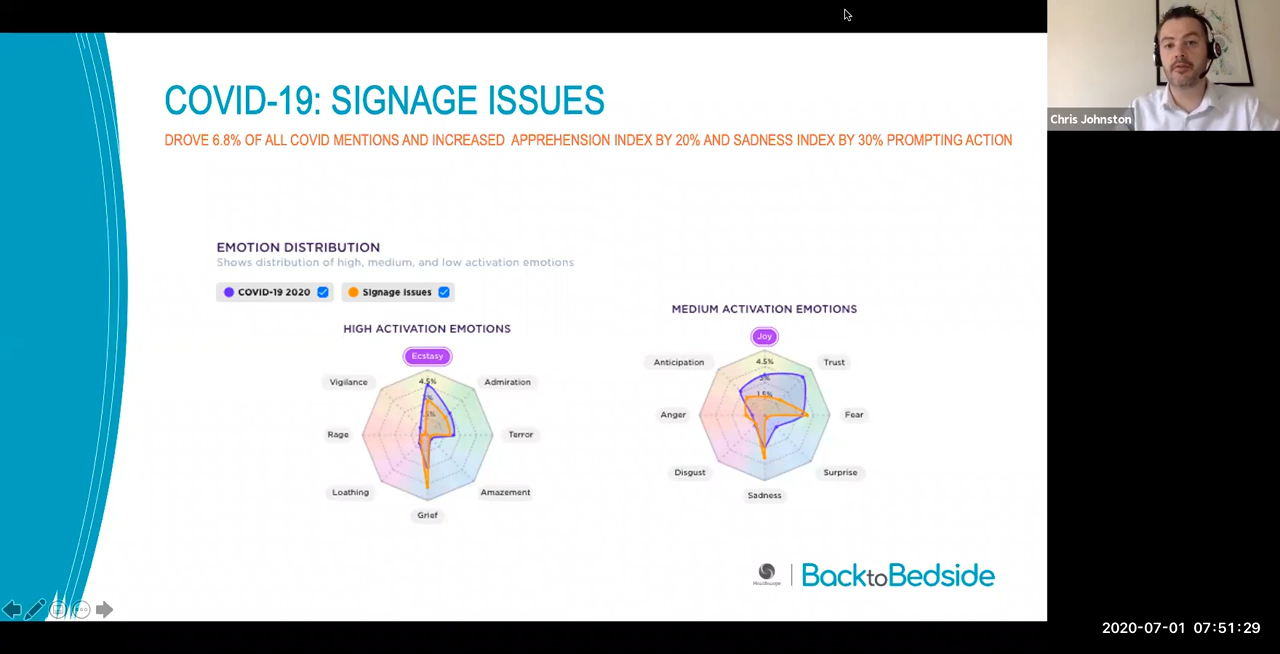 COVID-19: SIGNAGE ISSUES
DROVE 6.8% OF ALL COVID MENTIONS AND INCREASED APPREHENSION INDEX BY 20% AND SADNESS INDEX BY 30% PROMPTING ACTION
Chris Johnston
EMOTION DISTRIBUTION
Shows distribution of high, medium, and low activation emotions
COVID-19 2020
Signage issues
HIGH ACTIVATION EMOTIONS
Ecstasy
Vigilance
4.5%
Admiration
Rage
Terror
Loathing
Amazement
Grief
MEDIUM ACTIVATION EMOTIONS
Joy
Anticipation
4.5%
Trust
1.5%
Anger
Fear
Disgust
Surprise
Sadness
BacktoBedside
2020-07-01 07:51:29